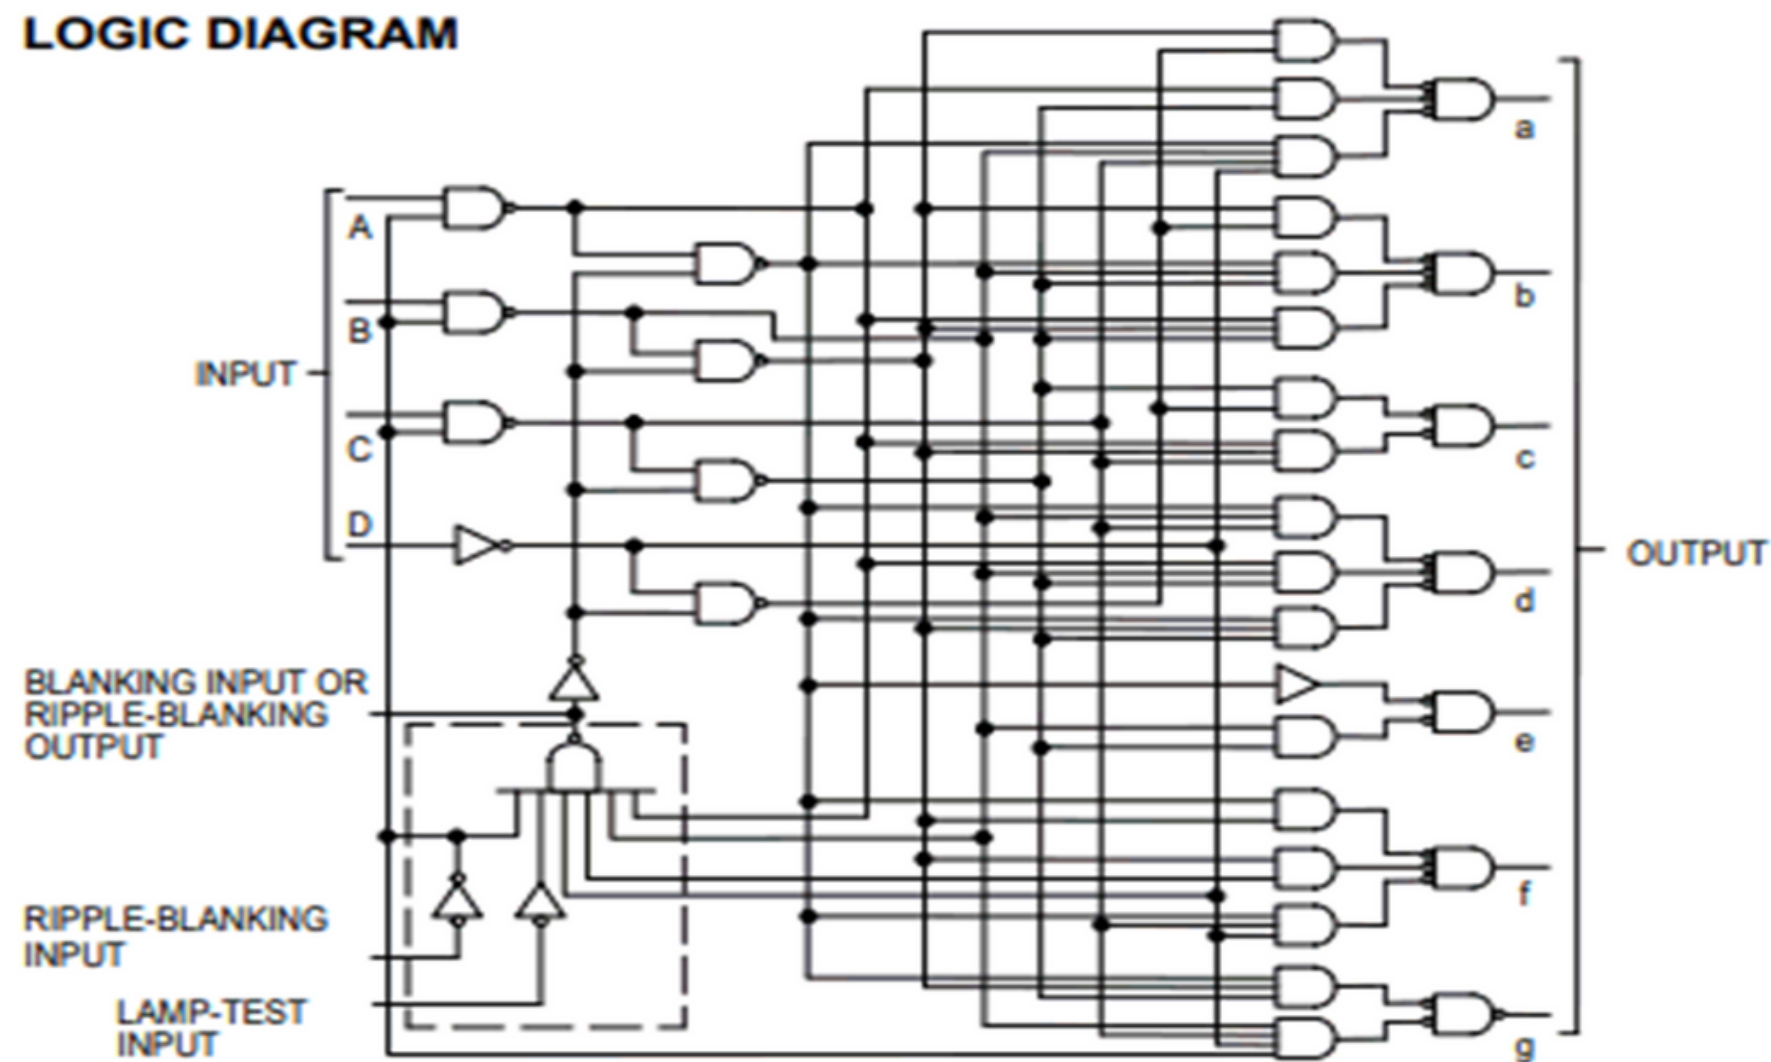 LOGIC DIAGRAM
a
A
b
B
INPUT
c
C
D
OUTPUT
d
BLANKING INPUT OR
RIPPLE-BLANKING
OUTPUT
e
f
RIPPLE-BLANKING
INPUT
LAMP-TEST
INPUT
g